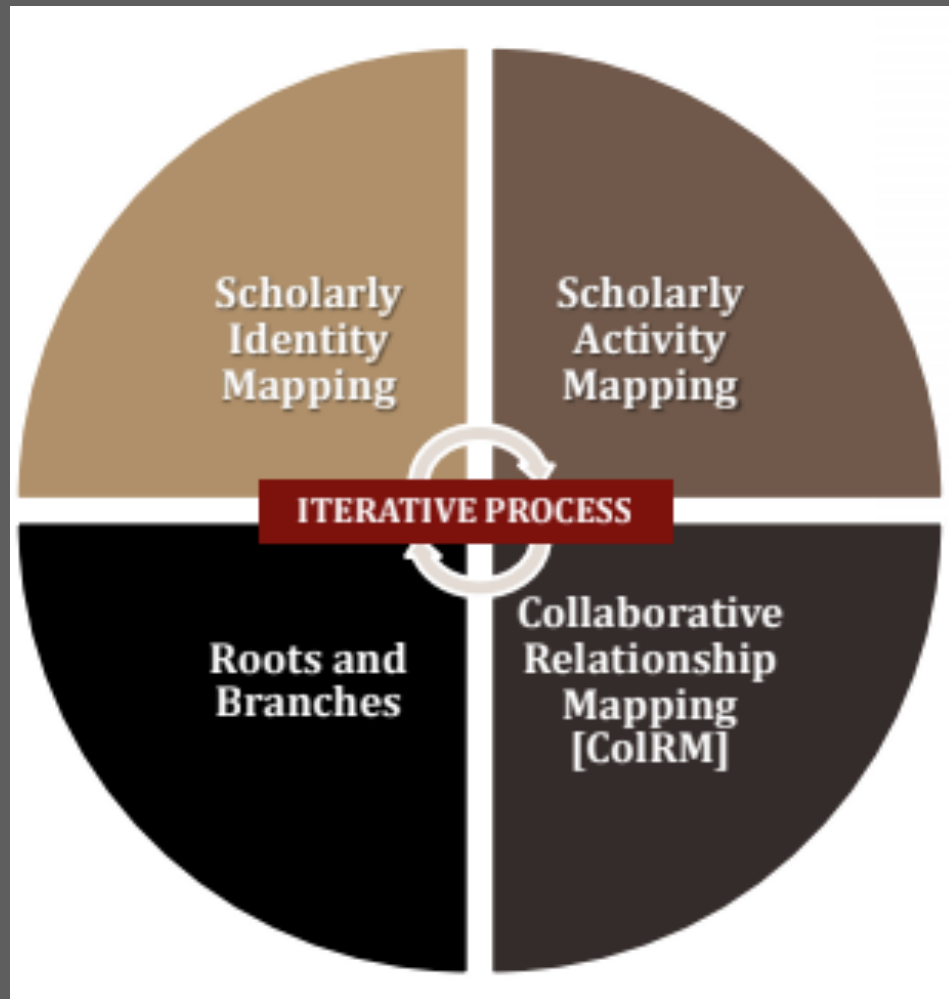 Scholarly
Identity
Mapping
Scholarly
Activity
Mapping
ITERATIVE PROCESS
Roots and
Branches
Collaborative
Relationship
Mapping
[ColRM]